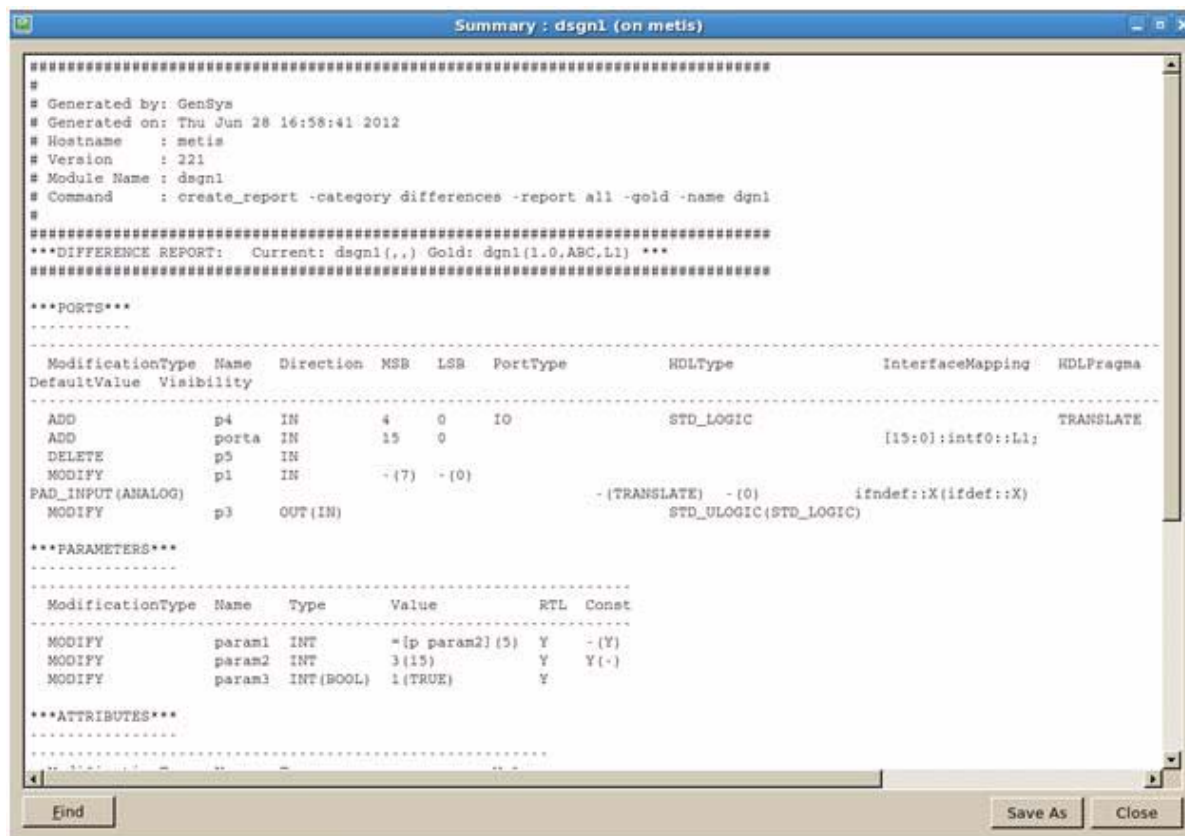 Summary : dsgn1 (on metis)
################################################################################
#
# Generated by: GenSys
# Generated on: Thu Jun 28 16:58:41 2012
# Hostname    : metis
# Version     : 221
# Module Name : dsgn1
# Command     : create_report -category differences -report all -gold -name dgn1
#
################################################################################
***DIFFERENCE REPORT:   Current: dsgn1(,,) Gold: dgn1(1.0,ABC,L1) ***
################################################################################
***PORTS***
-----------
ModificationType  Name   Direction  MSB   LSB   PortType   HDLType   InterfaceMapping   HDLPragma
DefaultValue  Visibility
ADD   p4   IN   4   0   IO   STD_LOGIC   TRANSLATE
ADD   porta   IN   15   0   [15:0]:intf0::L1;
DELETE   p5   IN
MODIFY   p1   IN   -(7)   -(0)
PAD_INPUT(ANALOG)   -(TRANSLATE)   -(0)   ifndef::X(ifdef::X)
MODIFY   p3   OUT(IN)   STD_ULOGIC(STD_LOGIC)
***PARAMETERS***
----------------
ModificationType  Name   Type   Value   RTL  Const
MODIFY   param1   INT   =[p param2](5)   Y   -(Y)
MODIFY   param2   INT   3(15)   Y   Y(-)
MODIFY   param3   INT(BOOL)   1(TRUE)   Y
***ATTRIBUTES***
----------------
Find   Save As   Close